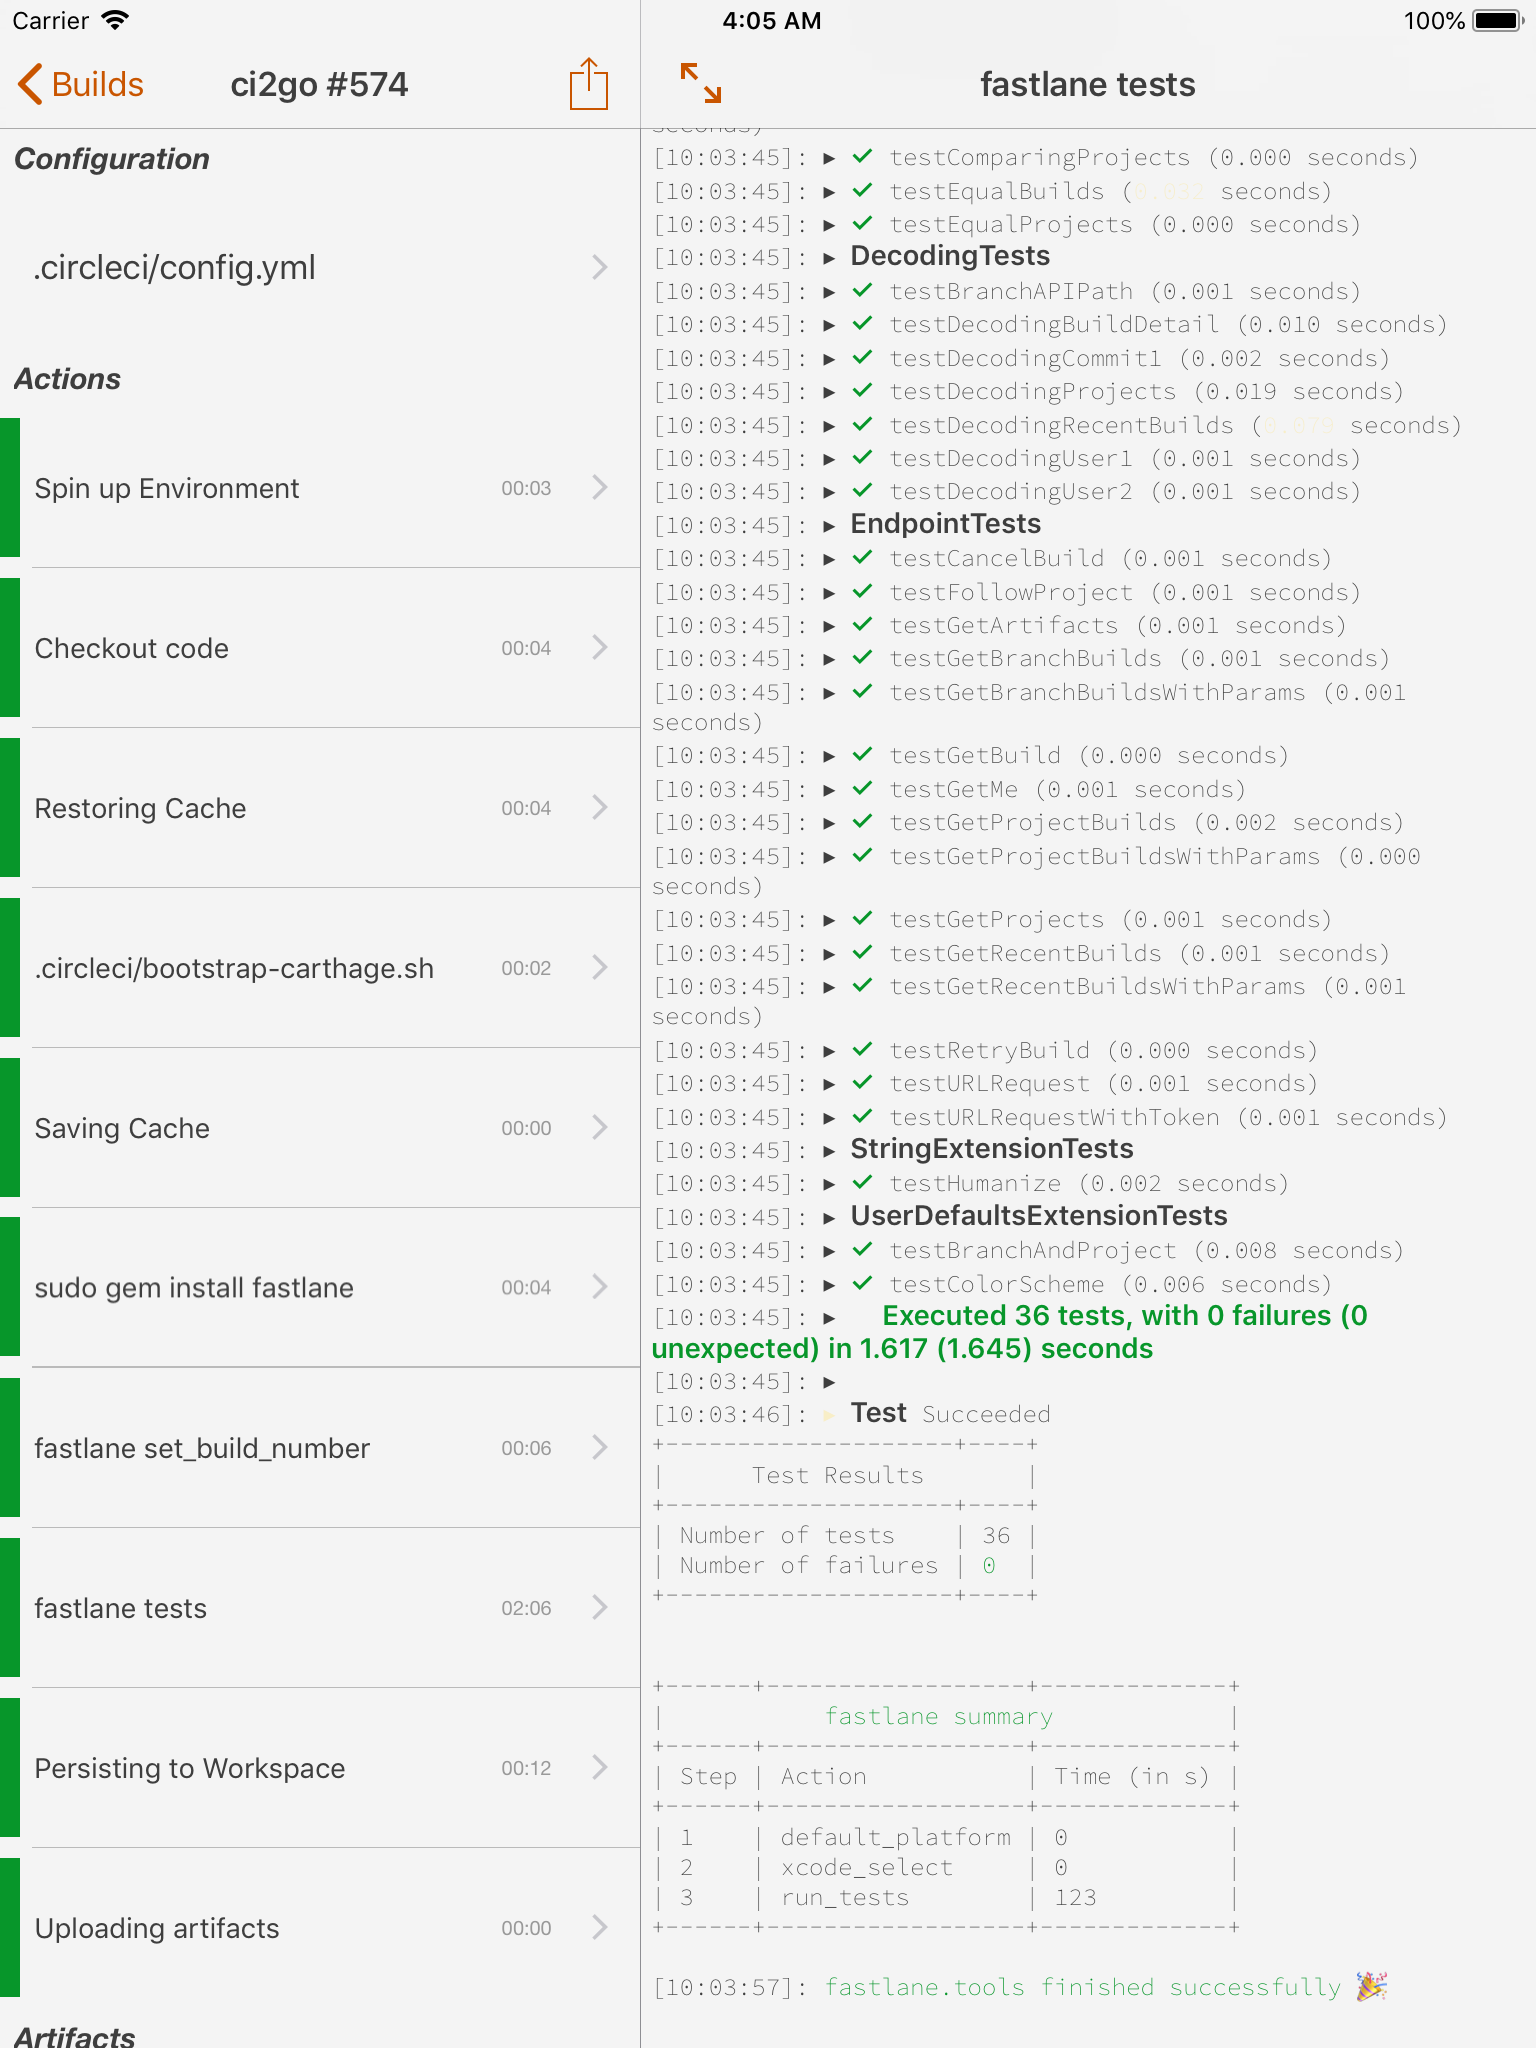 Carrier
4:05 AM
100%
Builds
ci2go #574
fastlane tests
Configuration
.circleci/config.yml
Actions
Spin up Environment 00:03
Checkout code 00:04
Restoring Cache 00:04
.circleci/bootstrap-carthage.sh 00:02
Saving Cache 00:00
sudo gem install fastlane 00:04
fastlane set_build_number 00:06
fastlane tests 02:06
Persisting to Workspace 00:12
Uploading artifacts 00:00
Artifacts
seconds)
[10:03:45]: ▸ ✓ testComparingProjects (0.000 seconds)
[10:03:45]: ▸ ✓ testEqualBuilds (0.032 seconds)
[10:03:45]: ▸ ✓ testEqualProjects (0.000 seconds)
[10:03:45]: ▸ DecodingTests
[10:03:45]: ▸ ✓ testBranchAPIPath (0.001 seconds)
[10:03:45]: ▸ ✓ testDecodingBuildDetail (0.010 seconds)
[10:03:45]: ▸ ✓ testDecodingCommit1 (0.002 seconds)
[10:03:45]: ▸ ✓ testDecodingProjects (0.019 seconds)
[10:03:45]: ▸ ✓ testDecodingRecentBuilds (0.079 seconds)
[10:03:45]: ▸ ✓ testDecodingUser1 (0.001 seconds)
[10:03:45]: ▸ ✓ testDecodingUser2 (0.001 seconds)
[10:03:45]: ▸ EndpointTests
[10:03:45]: ▸ ✓ testCancelBuild (0.001 seconds)
[10:03:45]: ▸ ✓ testFollowProject (0.001 seconds)
[10:03:45]: ▸ ✓ testGetArtifacts (0.001 seconds)
[10:03:45]: ▸ ✓ testGetBranchBuilds (0.001 seconds)
[10:03:45]: ▸ ✓ testGetBranchBuildsWithParams (0.001
seconds)
[10:03:45]: ▸ ✓ testGetBuild (0.000 seconds)
[10:03:45]: ▸ ✓ testGetMe (0.001 seconds)
[10:03:45]: ▸ ✓ testGetProjectBuilds (0.002 seconds)
[10:03:45]: ▸ ✓ testGetProjectBuildsWithParams (0.000
seconds)
[10:03:45]: ▸ ✓ testGetProjects (0.001 seconds)
[10:03:45]: ▸ ✓ testGetRecentBuilds (0.001 seconds)
[10:03:45]: ▸ ✓ testGetRecentBuildsWithParams (0.001
seconds)
[10:03:45]: ▸ ✓ testRetryBuild (0.000 seconds)
[10:03:45]: ▸ ✓ testURLRequest (0.001 seconds)
[10:03:45]: ▸ ✓ testURLRequestWithToken (0.001 seconds)
[10:03:45]: ▸ StringExtensionTests
[10:03:45]: ▸ ✓ testHumanize (0.002 seconds)
[10:03:45]: ▸ UserDefaultsExtensionTests
[10:03:45]: ▸ ✓ testBranchAndProject (0.008 seconds)
[10:03:45]: ▸ ✓ testColorScheme (0.006 seconds)
[10:03:45]: ▸ Executed 36 tests, with 0 failures (0
unexpected) in 1.617 (1.645) seconds
[10:03:45]: ▸
[10:03:46]: ▸ Test Succeeded
+--------------------+----+
|      Test Results       |
+--------------------+----+
| Number of tests    | 36 |
| Number of failures | 0  |
+--------------------+----+
+------+------------------+-------------+
|           fastlane summary            |
+------+------------------+-------------+
| Step | Action           | Time (in s) |
+------+------------------+-------------+
| 1    | default_platform | 0           |
| 2    | xcode_select     | 0           |
| 3    | run_tests        | 123         |
+------+------------------+-------------+
[10:03:57]: fastlane.tools finished successfully 🎉